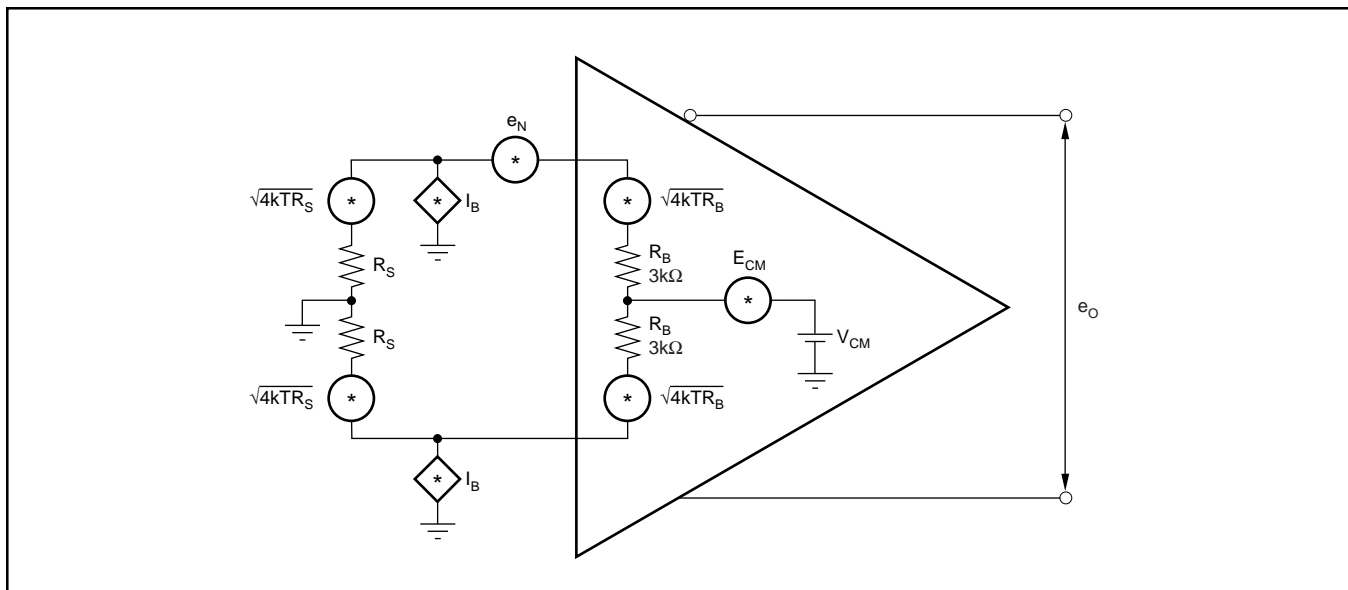 e_N
√4kTR_S
*
*
*
I_B
*
√4kTR_B
R_S
R_B
3kΩ
E_CM
*
e_O
R_S
R_B
3kΩ
V_CM
√4kTR_S
*
*
√4kTR_B
*
I_B